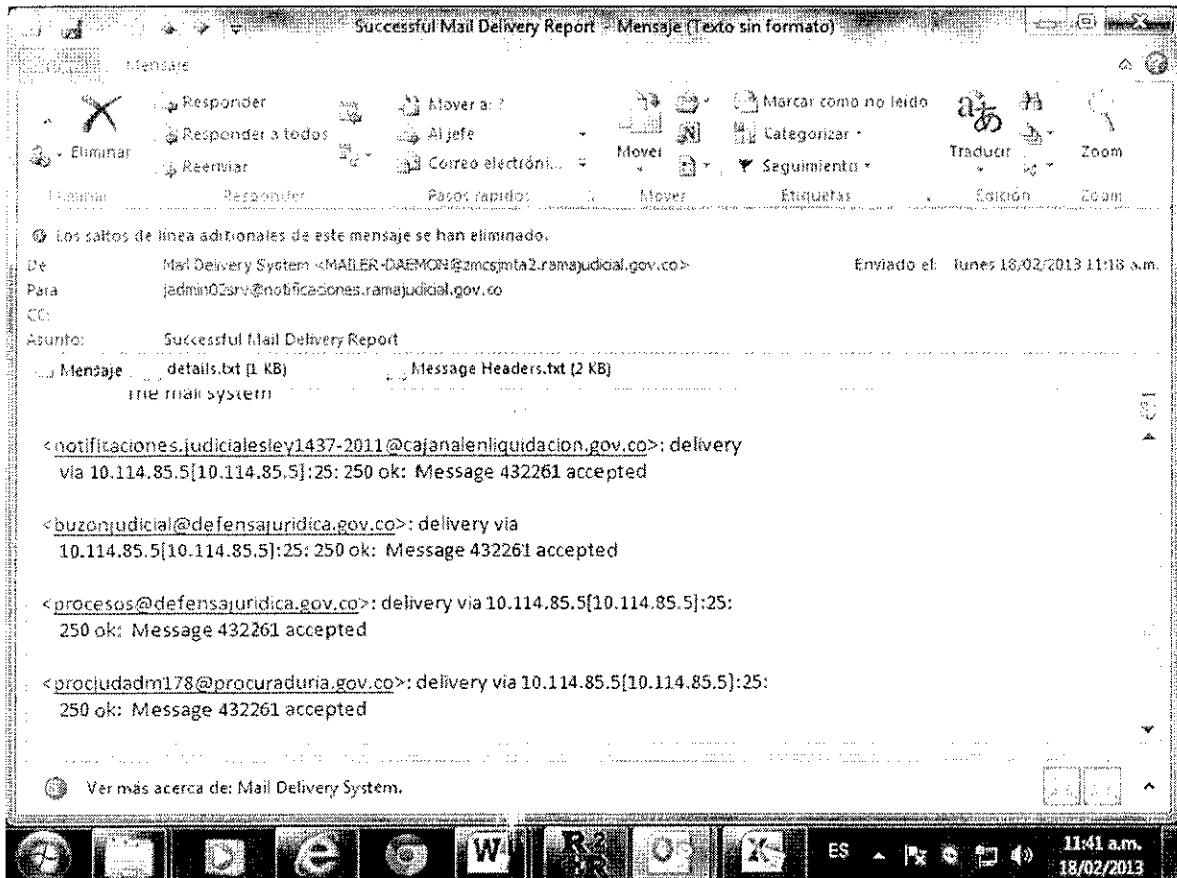 Successful Mail Delivery Report - Mensaje (Texto sin formato)
Mensaje
Eliminar
Responder
Responder a todos
Reenviar
Mover a: ?
Al jefe
Correo electróni...
Mover
Marcar como no leído
Categorizar
Seguimiento
Traducir
Zoom
Eliminar
Responder
Pasos rápidos
Mover
Etiquetas
Edición
Zoom
Los saltos de línea adicionales de este mensaje se han eliminado.
De Mail Delivery System <MAILER-DAEMON@zmcsjmta2.ramajudicial.gov.co> Enviado el: lunes 18/02/2013 11:18 a.m.
Para jadmin02srv@notificaciones.ramajudicial.gov.co
CC:
Asunto: Successful Mail Delivery Report
Mensaje details.txt (1 KB) Message Headers.txt (2 KB)
The mail system
<notificaciones.judicialesley1437-2011@cajanalenliquidacion.gov.co>: delivery
via 10.114.85.5[10.114.85.5]:25: 250 ok: Message 432261 accepted
<buzonjudicial@defensajuridica.gov.co>: delivery via
10.114.85.5[10.114.85.5]:25: 250 ok: Message 432261 accepted
<procesos@defensajuridica.gov.co>: delivery via 10.114.85.5[10.114.85.5]:25:
250 ok: Message 432261 accepted
<procjudadm178@procuraduria.gov.co>: delivery via 10.114.85.5[10.114.85.5]:25:
250 ok: Message 432261 accepted
Ver más acerca de: Mail Delivery System.
ES
11:41 a.m.
18/02/2013